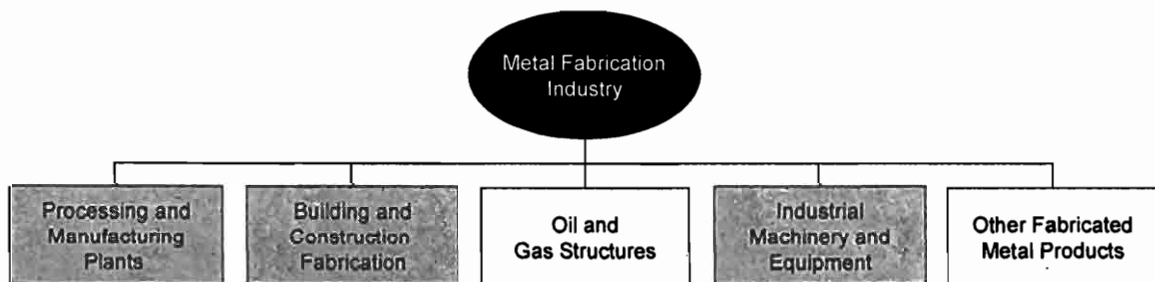 Metal Fabrication
Industry
Processing and
Manufacturing
Plants
Building and
Construction
Fabrication
Oil and
Gas Structures
Industrial
Machinery and
Equipment
Other Fabricated
Metal Products